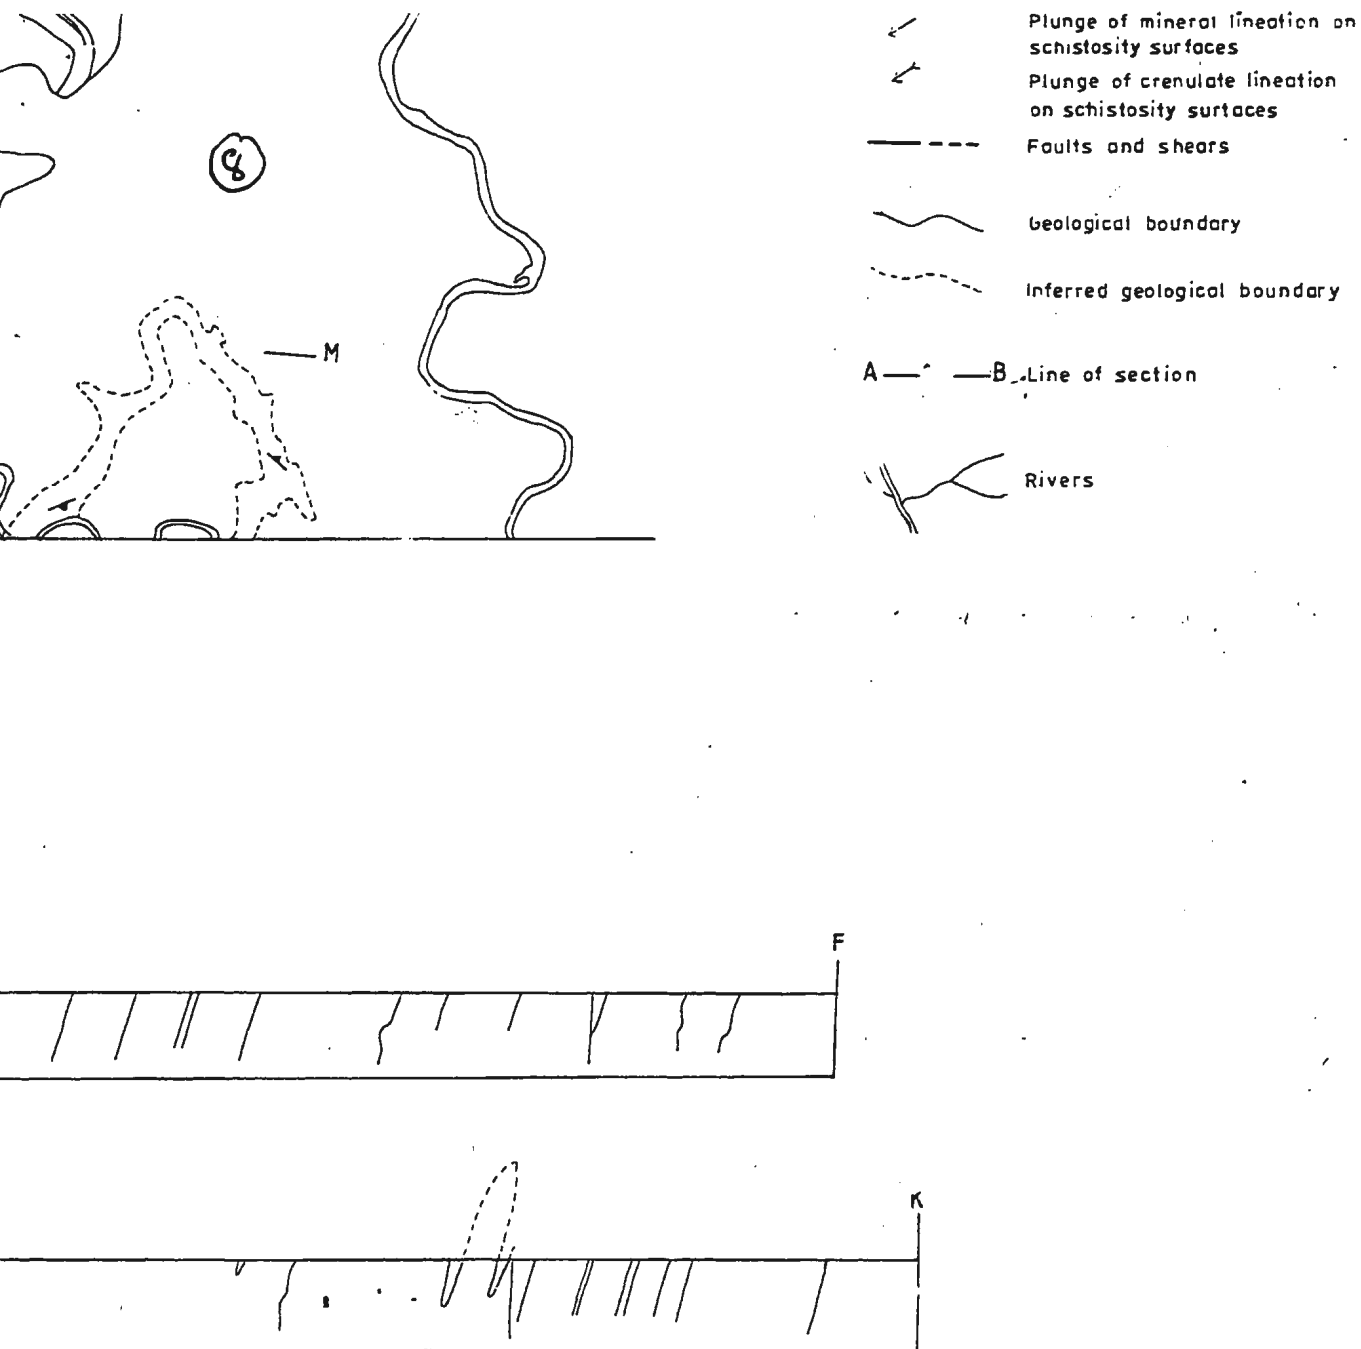 Plunge of mineral lineation on
schistosity surfaces
Plunge of crenulate lineation
on schistosity surfaces
8
Faults and shears
Geological boundary
Inferred geological boundary
M
A B Line of section
Rivers
F
K